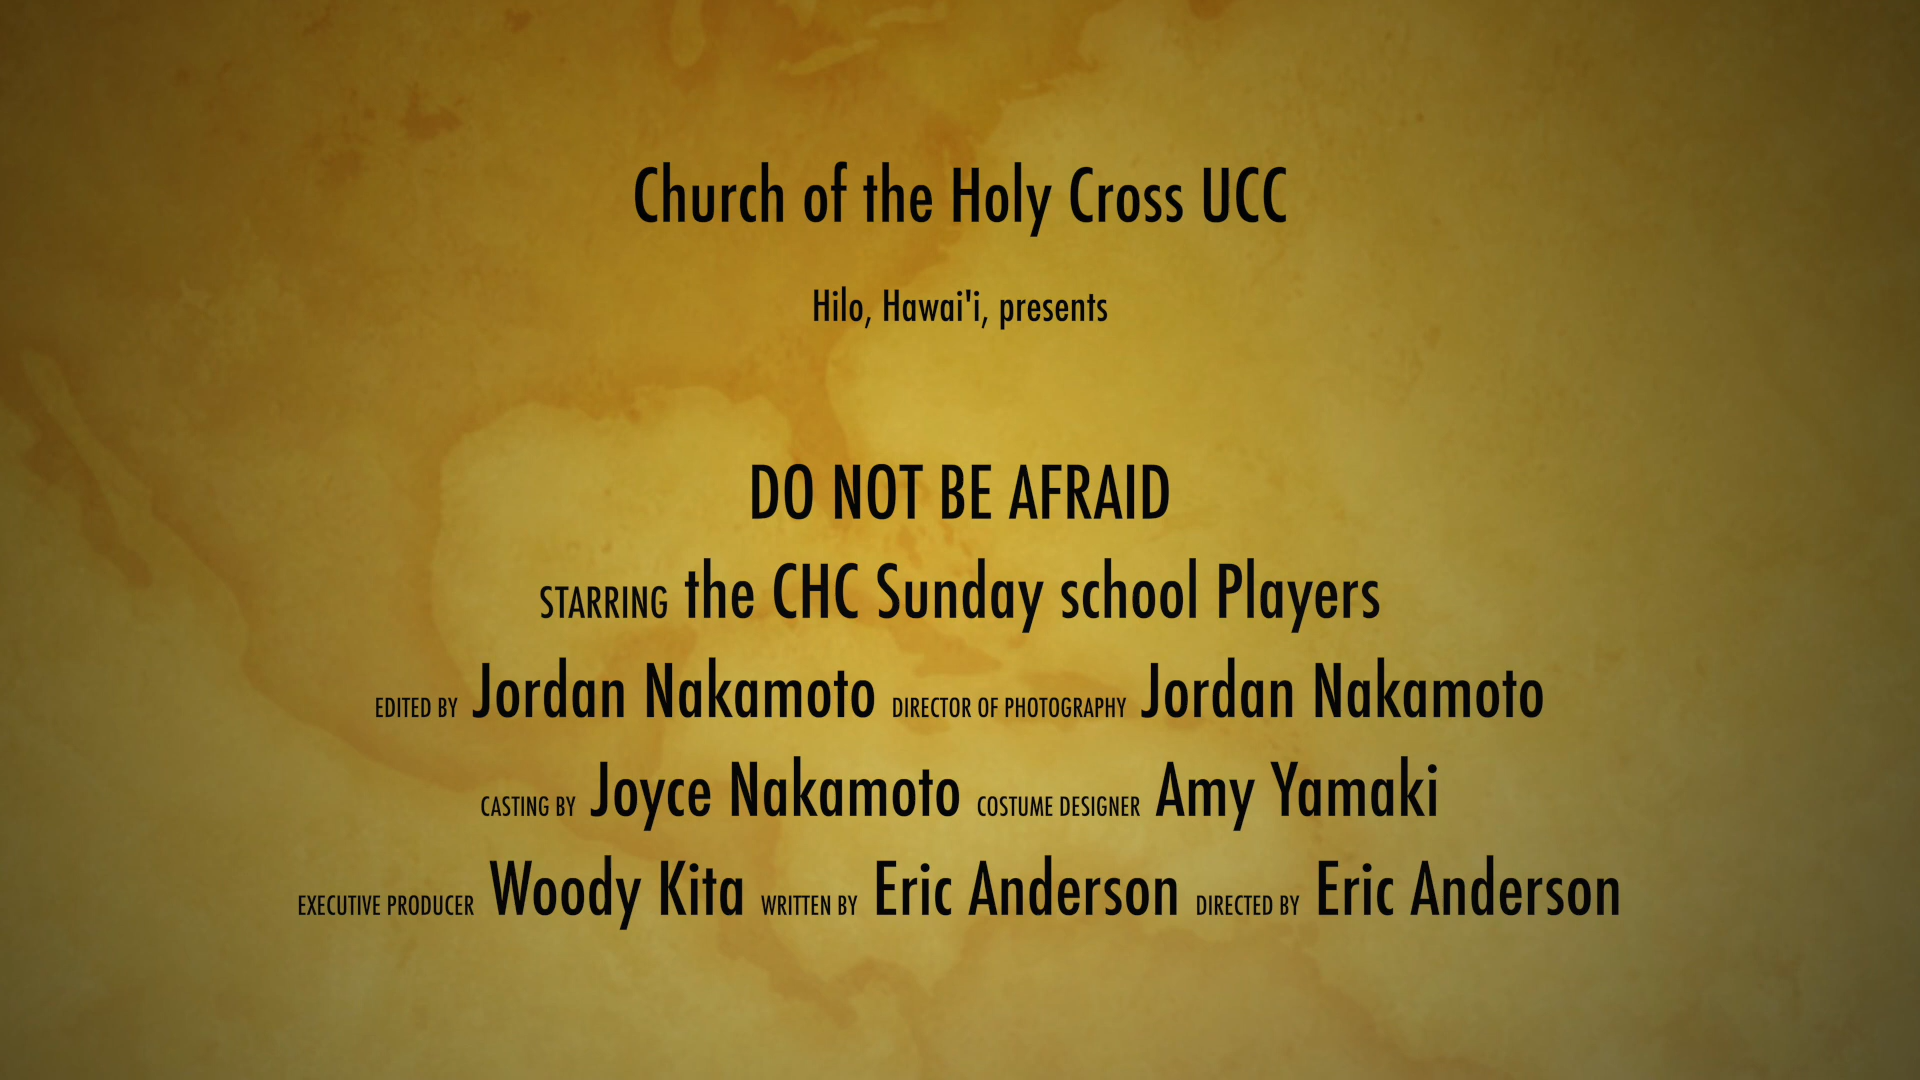 Church of the Holy Cross UCC
Hilo, Hawai'i, presents
DO NOT BE AFRAID
STARRING the CHC Sunday school Players
EDITED BY Jordan Nakamoto DIRECTOR OF PHOTOGRAPHY Jordan Nakamoto
CASTING BY Joyce Nakamoto COSTUME DESIGNER Amy Yamaki
EXECUTIVE PRODUCER Woody Kita WRITTEN BY Eric Anderson DIRECTED BY Eric Anderson